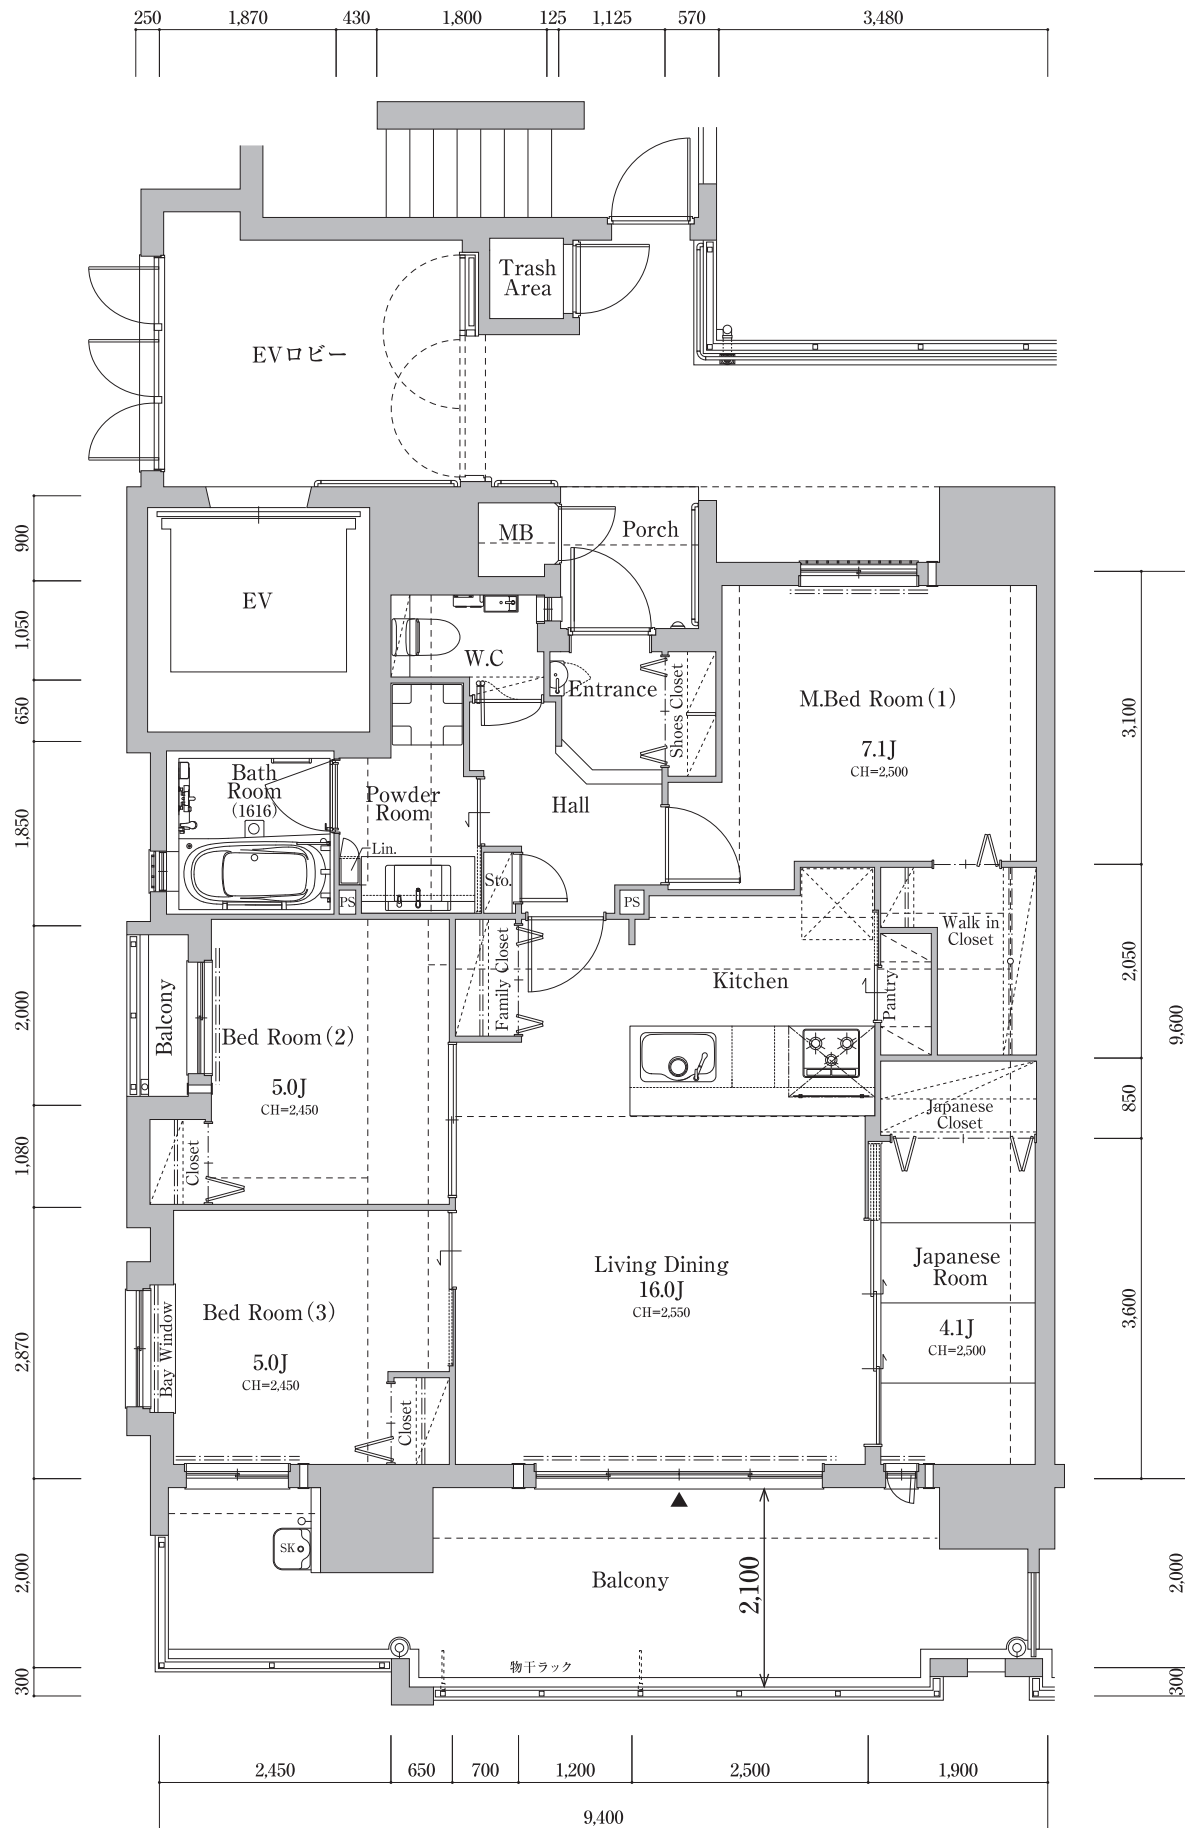 250 1,870 430 1,800 125 1,125 570 3,480
Trash
Area
EVロビー
900
MB
Porch
EV
1,050
W.C
Entrance
650
Shoes Closet
M.Bed Room(1)
7.1J
CH=2,500
3,100
Bath
Room
(1616)
Powder
Room
Hall
1,850
Lin.
Sto.
PS
PS
Walk in
Closet
2,050
Family Closet
Kitchen
Pantry
2,000
Balcony
Bed Room(2)
5.0J
CH=2,450
9,600
850
Japanese
Closet
1,080
Closet
Living Dining
16.0J
CH=2,550
Japanese
Room
4.1J
CH=2,500
3,600
Bed Room(3)
5.0J
CH=2,450
2,870
Bay Window
Closet
SK
2,000
Balcony
2,100
2,000
物干ラック
300
300
2,450 650 700 1,200 2,500 1,900
9,400